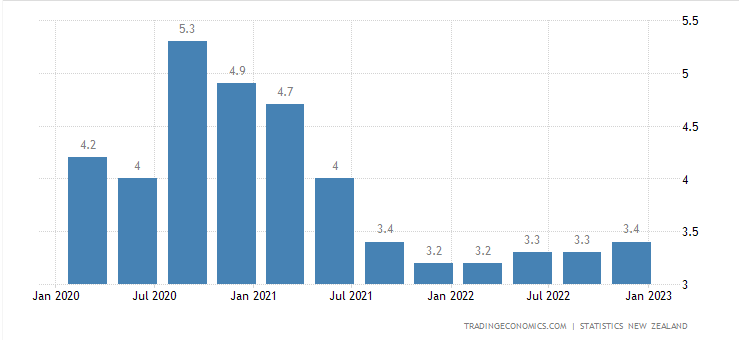 5.3
4.9
4.7
4.2
4
4
3.4
3.2
3.2
3.3
3.3
3.4
5.5
5
4.5
4
3.5
3
Jan 2020
Jul 2020
Jan 2021
Jul 2021
Jan 2022
Jul 2022
Jan 2023
TRADINGECONOMICS.COM | STATISTICS NEW ZEALAND